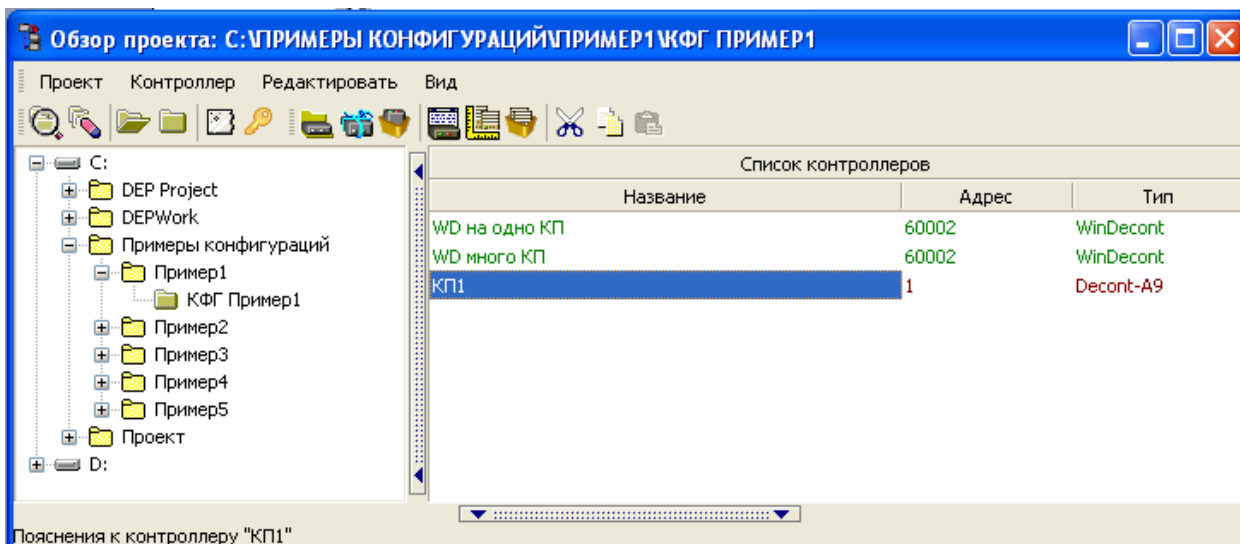 Обзор проекта: C:\ПРИМЕРЫ КОНФИГУРАЦИЙ\ПРИМЕР1\КФГ ПРИМЕР1
Проект Контроллер Редактировать Вид
C:
DEP Project
DEPWork
Примеры конфигураций
Пример1
КФГ Пример1
Пример2
Пример3
Пример4
Пример5
Проект
D:
Список контроллеров
Название Адрес Тип
WD на одно КП 60002 WinDecont
WD много КП 60002 WinDecont
КП1 1 Decont-A9
Пояснения к контроллеру "КП1"